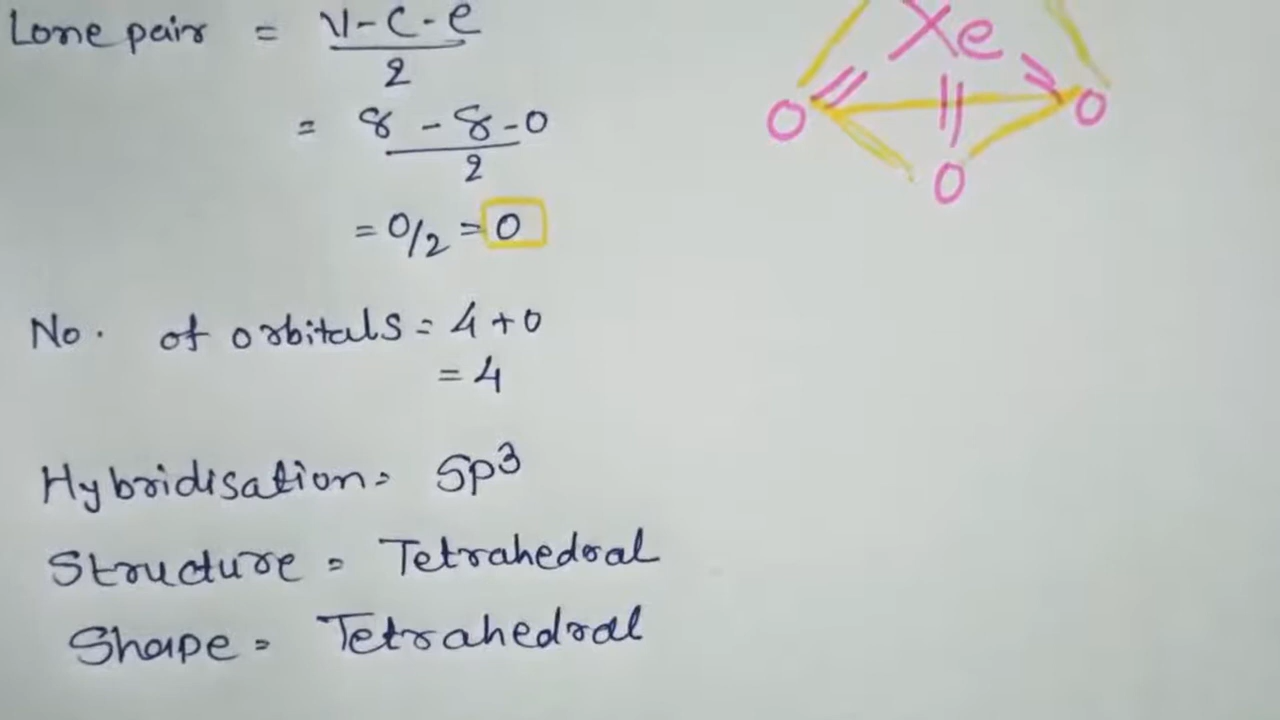 Lone pair = V-C-e
2
= 8 - 8 - 0
2
= 0/2 = 0
No. of orbitals = 4+0
= 4
Hybridisation = Sp³
Structure = Tetrahedral
Shape = Tetrahedral
Xe
O O
O